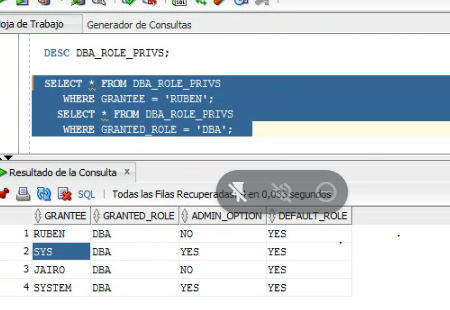 oja de Trabajo Generador de Consultas
DESC DBA_ROLE_PRIVS;
SELECT * FROM DBA_ROLE_PRIVS
WHERE GRANTEE = 'RUBEN';
SELECT * FROM DBA_ROLE_PRIVS
WHERE GRANTED_ROLE = 'DBA';
Resultado de la Consulta x
SQL | Todas las Filas Recuperadas en 0,033 segundos
GRANTEE GRANTED_ROLE ADMIN_OPTION DEFAULT_ROLE
1 RUBEN DBA NO YES
2 SYS DBA YES YES
3 JAIRO DBA NO YES
4 SYSTEM DBA YES YES